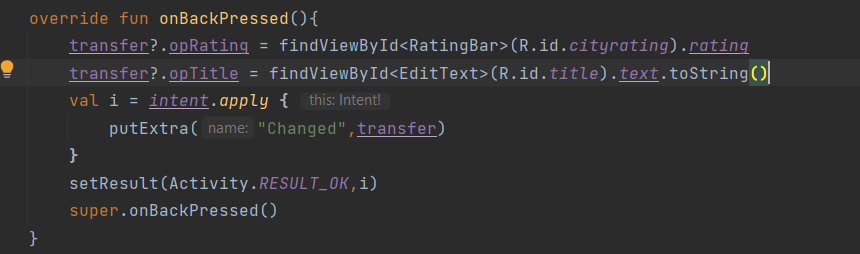 override fun onBackPressed(){
    transfer?.opRating = findViewById<RatingBar>(R.id.cityrating).rating
    transfer?.opTitle = findViewById<EditText>(R.id.title).text.toString()
    val i = intent.apply { this: Intent!
        putExtra( name: "Changed",transfer)
    }
    setResult(Activity.RESULT_OK,i)
    super.onBackPressed()
}